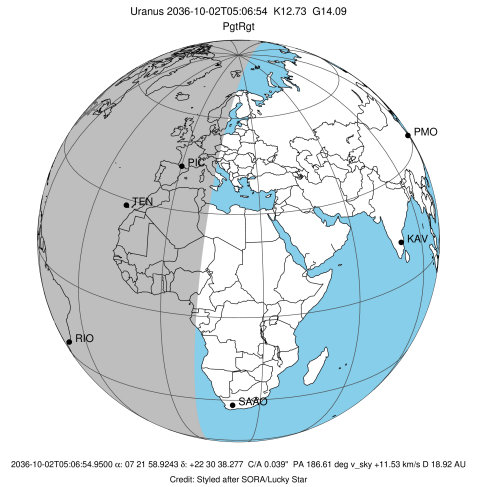 Uranus 2036-10-02T05:06:54 K12.73 G14.09
PgtRgt
PMO
PIC
TEN
KAV
RIO
SAAO
2036-10-02T05:06:54.9500 α: 07 21 58.9243 δ: +22 30 38.277 C/A 0.039" PA 186.61 deg v_sky +11.53 km/s D 18.92 AU
Credit: Styled after SORA/Lucky Star